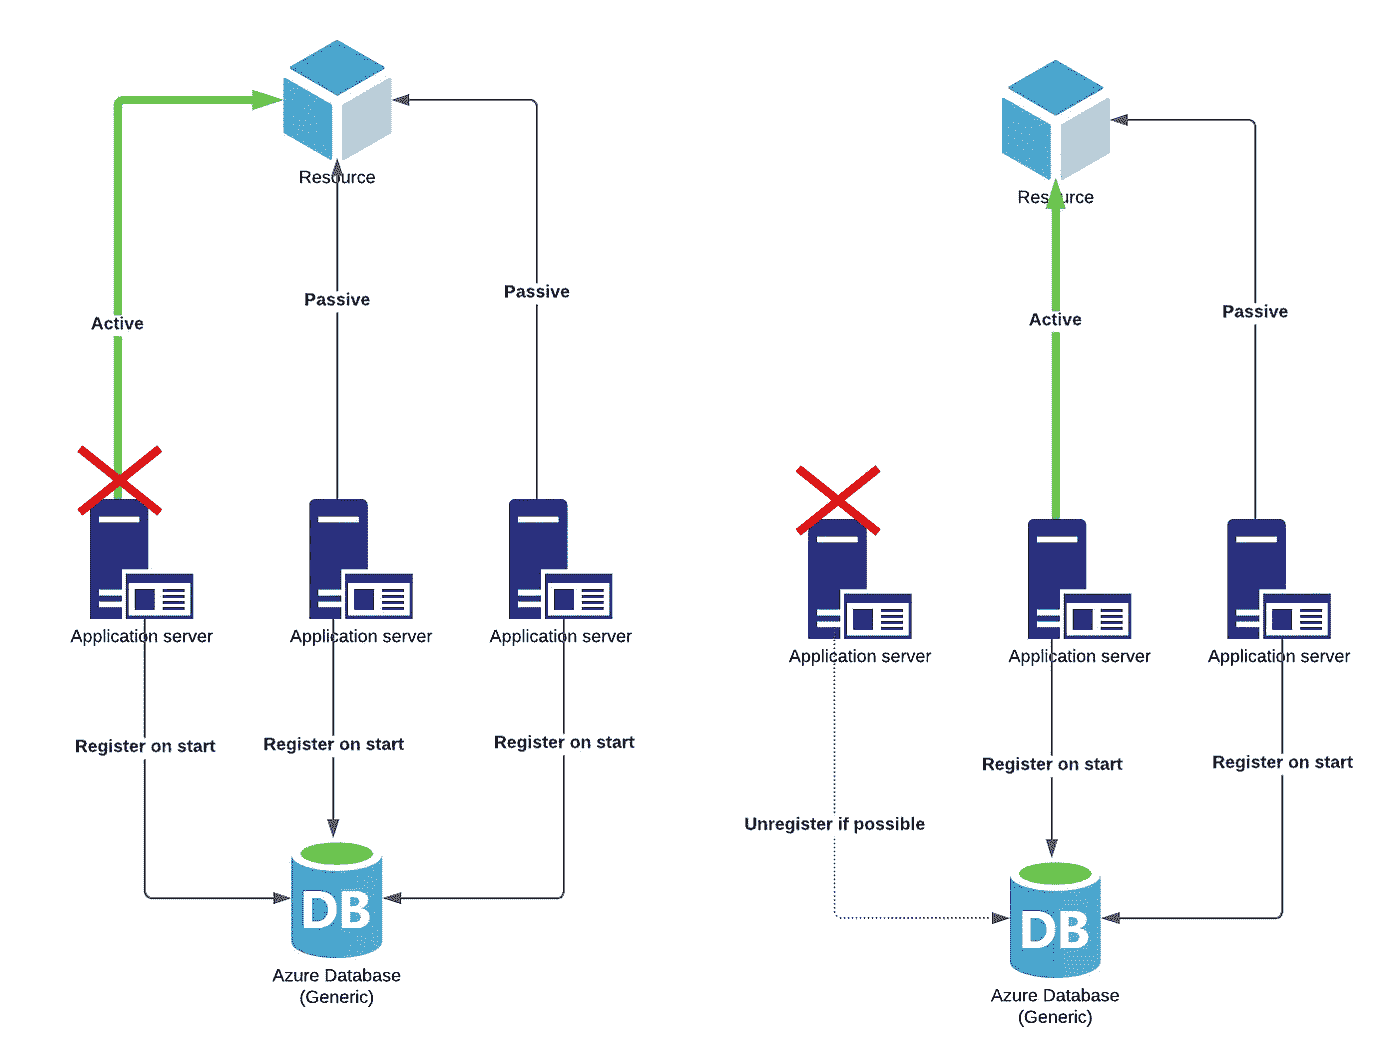 Resource
Passive
Passive
Active
Application server
Application server
Application server
Register on start
Register on start
Register on start
DB
Azure Database
(Generic)
Resource
Passive
Active
Application server
Application server
Application server
Register on start
Register on start
Unregister if possible
DB
Azure Database
(Generic)